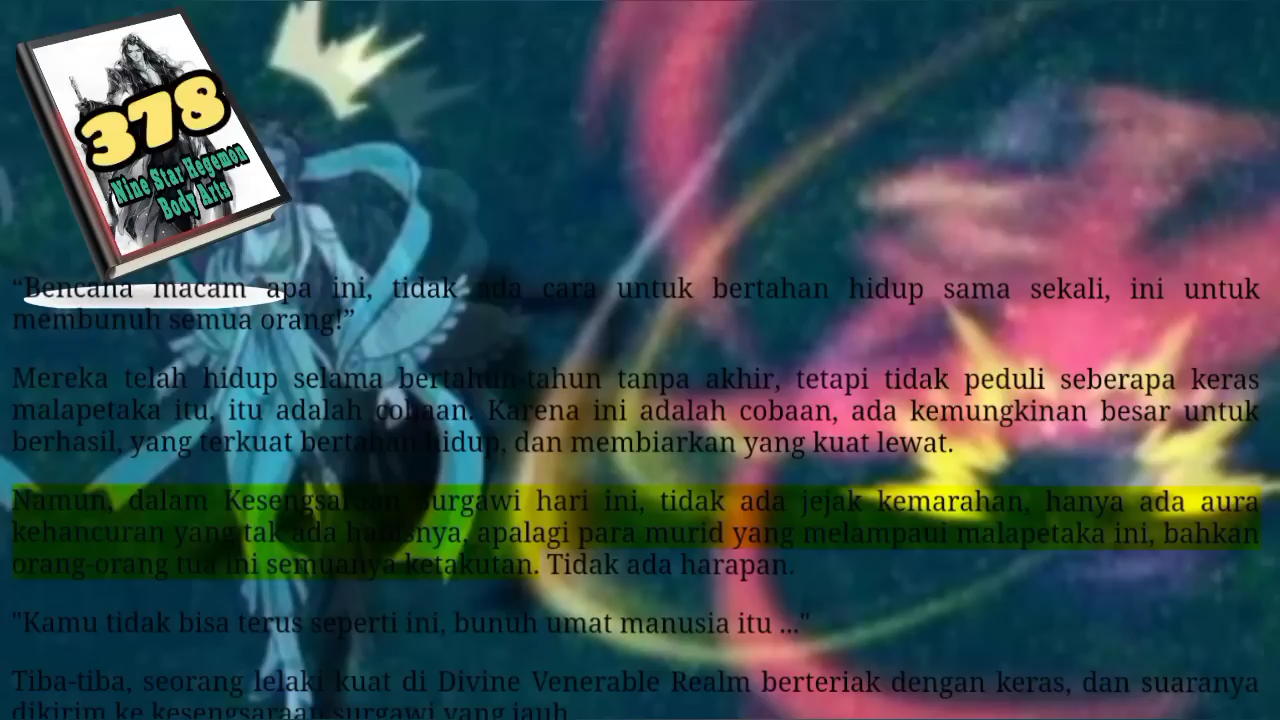 378
Nine Star Hegemon
Body Arts
“Bencana macam apa ini, tidak ada cara untuk bertahan hidup sama sekali, ini untuk
membunuh semua orang!”
Mereka telah hidup selama bertahun-tahun tanpa akhir, tetapi tidak peduli seberapa keras
malapetaka itu, itu adalah cobaan. Karena ini adalah cobaan, ada kemungkinan besar untuk
berhasil, yang terkuat bertahan hidup, dan membiarkan yang kuat lewat.
Namun, dalam Kesengsaraan Surgawi hari ini, tidak ada jejak kemarahan, hanya ada aura
kehancuran yang tak ada habisnya, apalagi para murid yang melampaui malapetaka ini, bahkan
orang-orang tua ini semuanya ketakutan. Tidak ada harapan.
"Kamu tidak bisa terus seperti ini, bunuh umat manusia itu ..."
Tiba-tiba, seorang lelaki kuat di Divine Venerable Realm berteriak dengan keras, dan suaranya
dikirim ke kesengsaraan surgawi yang jauh.